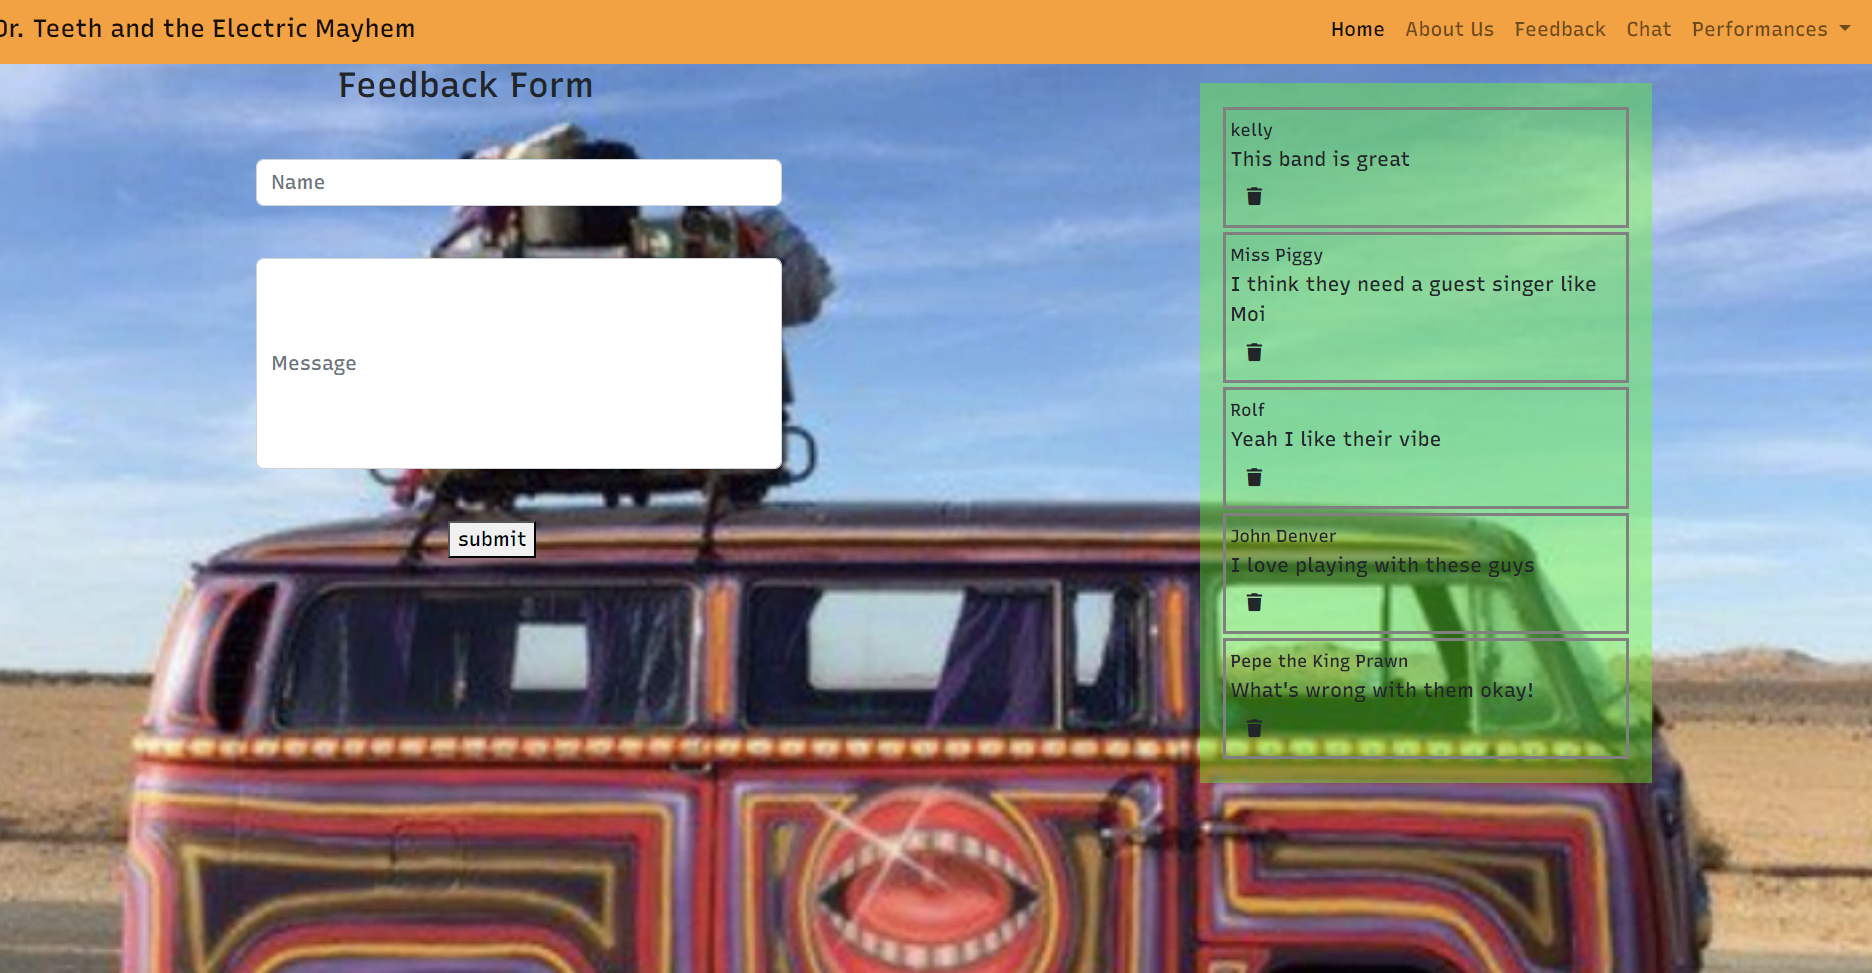 Dr. Teeth and the Electric Mayhem
Home About Us Feedback Chat Performances
Feedback Form
Name
Message
submit
kelly
This band is great
Miss Piggy
I think they need a guest singer like
Moi
Rolf
Yeah I like their vibe
John Denver
I love playing with these guys
Pepe the King Prawn
What's wrong with them okay!